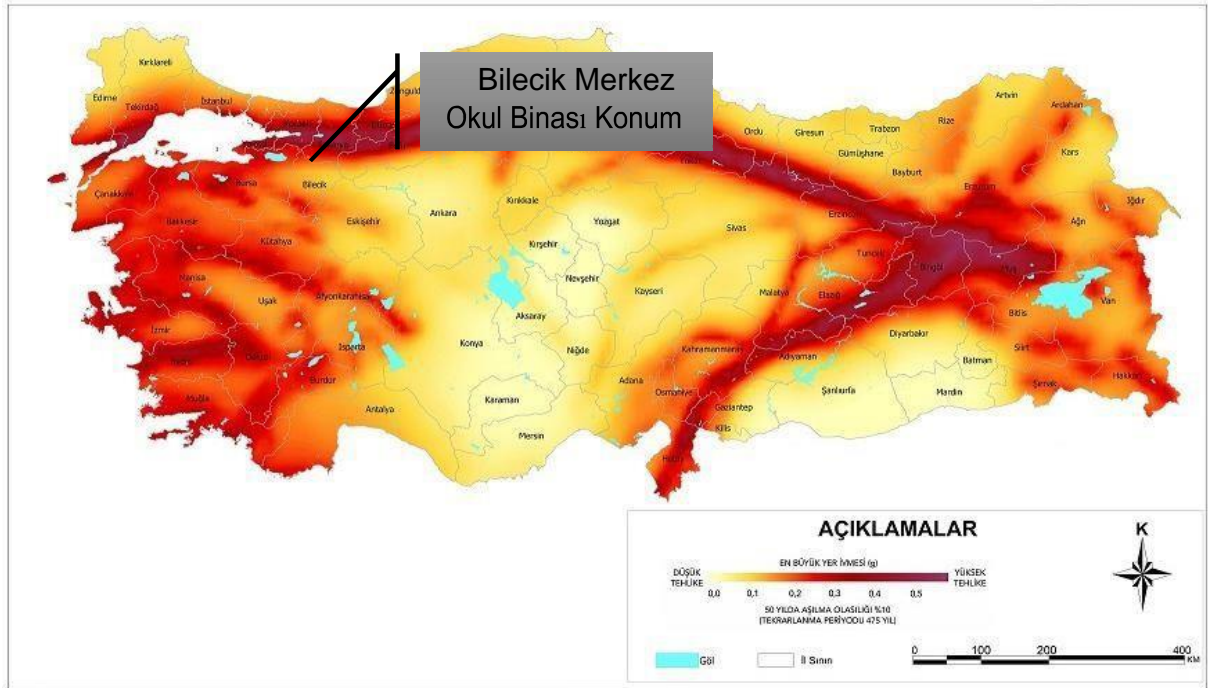 Bilecik Merkez
Okul Binası Konum
Kırklareli
Edirne
Tekirdağ
İstanbul
Çanakkale
Bursa
Bilecik
Balıkesir
Kütahya
Eskişehir
Ankara
Kırıkkale
Kırşehir
Yozgat
Nevşehir
Sivas
Kayseri
Manisa
Uşak
Afyonkarahisar
İzmir
Isparta
Burdur
Muğla
Antalya
Konya
Aksaray
Niğde
Karaman
Mersin
Adana
Osmaniye
Kahramanmaraş
Malatya
Elazığ
Tunceli
Erzincan
Erzurum
Ordu
Giresun
Trabzon
Rize
Artvin
Ardahan
Kars
Gümüşhane
Bayburt
Iğdır
Ağrı
Bingöl
Muş
Van
Bitlis
Siirt
Hakkari
Şırnak
Batman
Diyarbakır
Mardin
Şanlıurfa
Adıyaman
Gaziantep
Kilis
Hatay
AÇIKLAMALAR
EN BÜYÜK YER İVMESİ (g)
DÜŞÜK
TEHLİKE
YÜKSEK
TEHLİKE
0,0 0,1 0,2 0,3 0,4 0,5
50 YILDA AŞILMA OLASILIĞI %10
[TEKRARLANMA PERİYODU 475 YIL]
Göl
İl Sınırı
K
0 100 200 400
KM